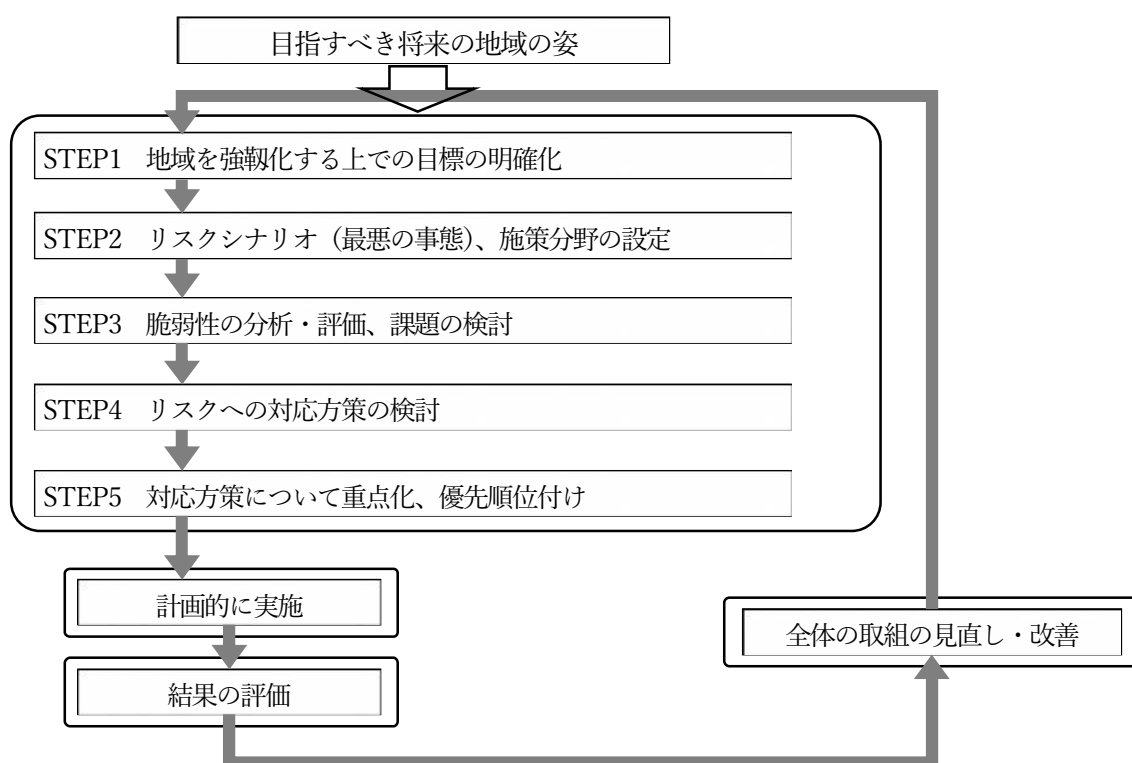 目指すべき将来の地域の姿
STEP1 地域を強靱化する上での目標の明確化
STEP2 リスクシナリオ（最悪の事態）、施策分野の設定
STEP3 脆弱性の分析・評価、課題の検討
STEP4 リスクへの対応方策の検討
STEP5 対応方策について重点化、優先順位付け
計画的に実施
全体の取組の見直し・改善
結果の評価